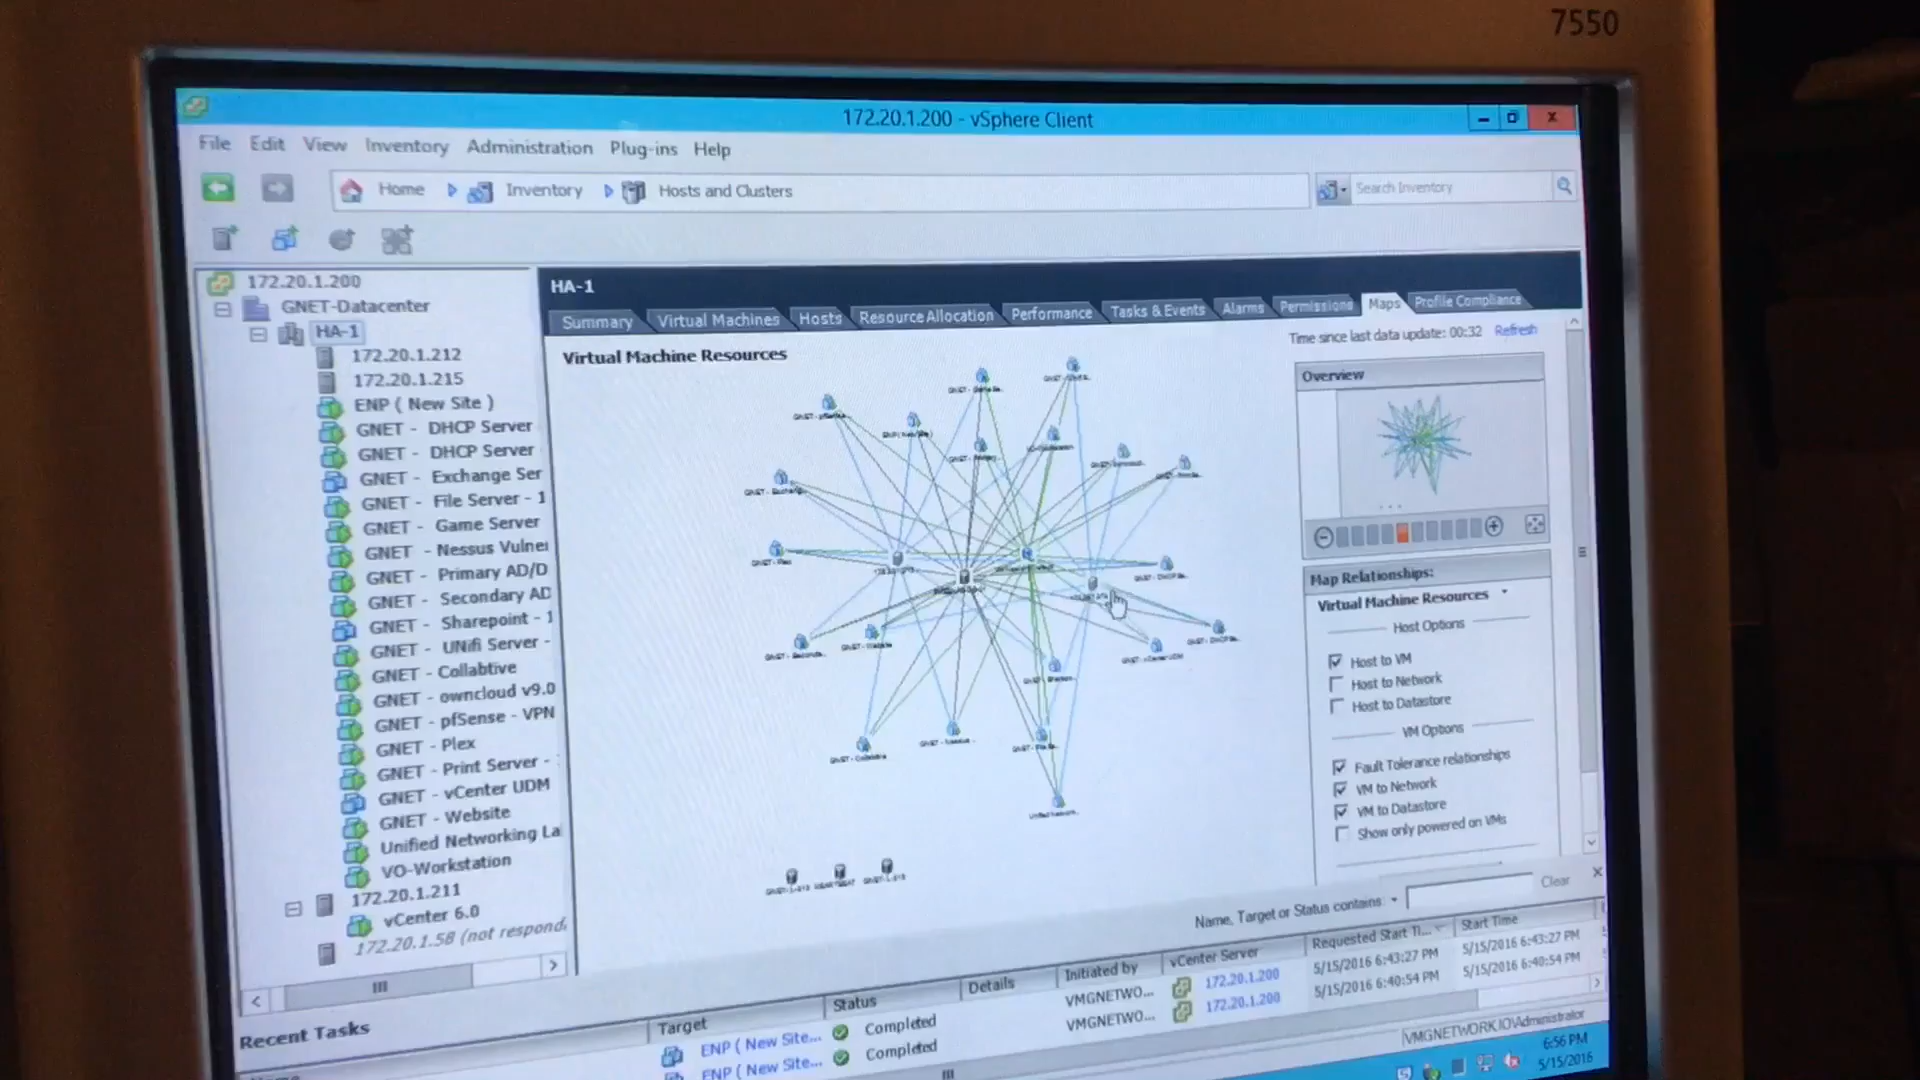 7550
172.20.1.200 - vSphere Client
File Edit View Inventory Administration Plug-ins Help
Home Inventory Hosts and Clusters
Search Inventory
172.20.1.200
GNET-Datacenter
HA-1
172.20.1.212
172.20.1.215
ENP ( New Site )
GNET - DHCP Server
GNET - DHCP Server
GNET - Exchange Ser
GNET - File Server - 1
GNET - Game Server
GNET - Nessus Vulner
GNET - Primary AD/D
GNET - Secondary AD
GNET - Sharepoint - 1
GNET - UNifi Server -
GNET - Collabtive
GNET - owncloud v9.0
GNET - pfSense - VPN
GNET - Plex
GNET - Print Server -
GNET - vCenter UDM
GNET - Website
Unified Networking La
VO-Workstation
172.20.1.211
vCenter 6.0
172.20.1.58 (not respond
HA-1
Summary Virtual Machines Hosts Resource Allocation Performance Tasks & Events Alarms Permissions Maps Profile Compliance
Virtual Machine Resources
Time since last data update: 00:32 Refresh
Overview
Map Relationships:
Virtual Machine Resources
Host Options
Host to VM
Host to Network
Host to Datastore
VM Options
Fault Tolerance relationships
VM to Network
VM to Datastore
Show only powered on VMs
Name, Target or Status contains: Clear
Recent Tasks
Target Status Details Initiated by vCenter Server Requested Start Ti... Start Time
ENP ( New Site... Completed VMGNETWO... 172.20.1.200 5/15/2016 6:43:27 PM 5/15/2016 6:43:27 PM
ENP ( New Site... Completed VMGNETWO... 172.20.1.200 5/15/2016 6:40:54 PM 5/15/2016 6:40:54 PM
VMGNETWORK.IO\Administrator
6:56 PM
5/15/2016